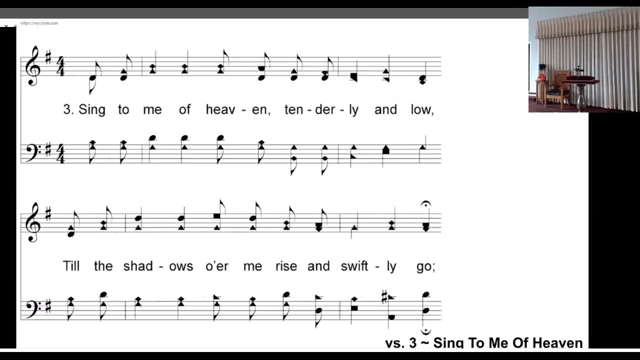 3. Sing to me of heav - en, ten - der - ly and low,
Till the shad - ows o'er me rise and swift - ly go;
vs. 3 ~ Sing To Me Of Heaven